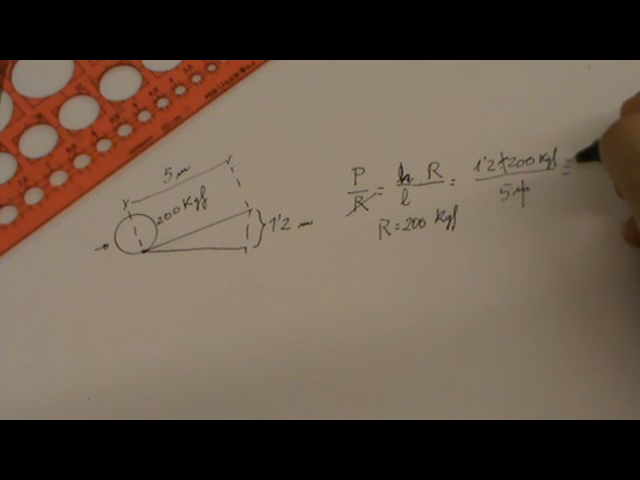 5 m
200 Kgf
1'2 m
P/R = h R/l = 1'2 * 200 Kgf/5 m =
R = 200 Kgf